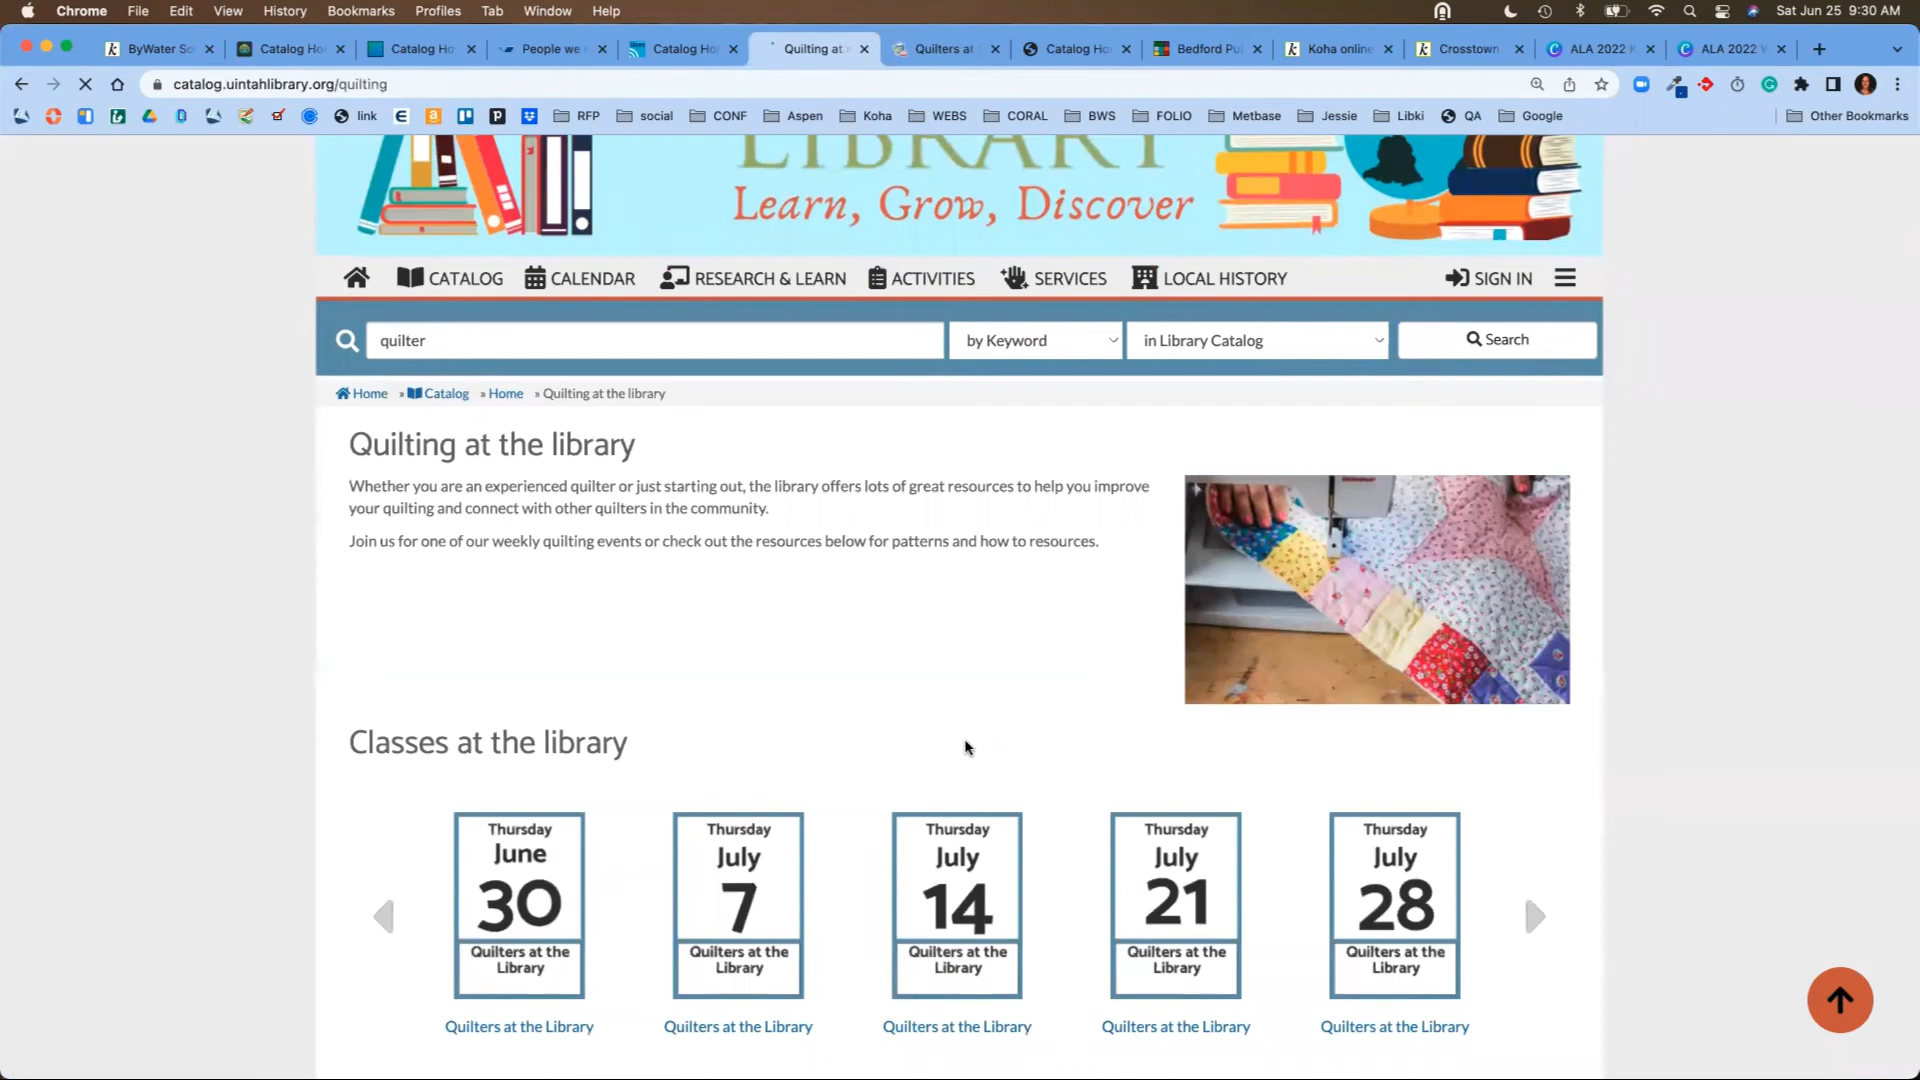 Chrome File Edit View History Bookmarks Profiles Tab Window Help Sat Jun 25 9:30 AM
ByWater So Catalog Ho Catalog Ho People we Catalog Ho Quilting at Quilters at Catalog Ho Bedford Pu Koha online Crosstown ALA 2022 ALA 2022
catalog.uintahlibrary.org/quilting
link RFP social CONF Aspen Koha WEBS CORAL BWS FOLIO Metbase Jessie Libki QA Google Other Bookmarks
LIBRARY
Learn, Grow, Discover
CATALOG CALENDAR RESEARCH & LEARN ACTIVITIES SERVICES LOCAL HISTORY SIGN IN
quilter by Keyword in Library Catalog Search
Home » Catalog » Home » Quilting at the library
Quilting at the library
Whether you are an experienced quilter or just starting out, the library offers lots of great resources to help you improve
your quilting and connect with other quilters in the community.
Join us for one of our weekly quilting events or check out the resources below for patterns and how to resources.
Classes at the library
Thursday Thursday Thursday Thursday Thursday
June July July July July
30 7 14 21 28
Quilters at the Quilters at the Quilters at the Quilters at the Quilters at the
Library Library Library Library Library
Quilters at the Library Quilters at the Library Quilters at the Library Quilters at the Library Quilters at the Library